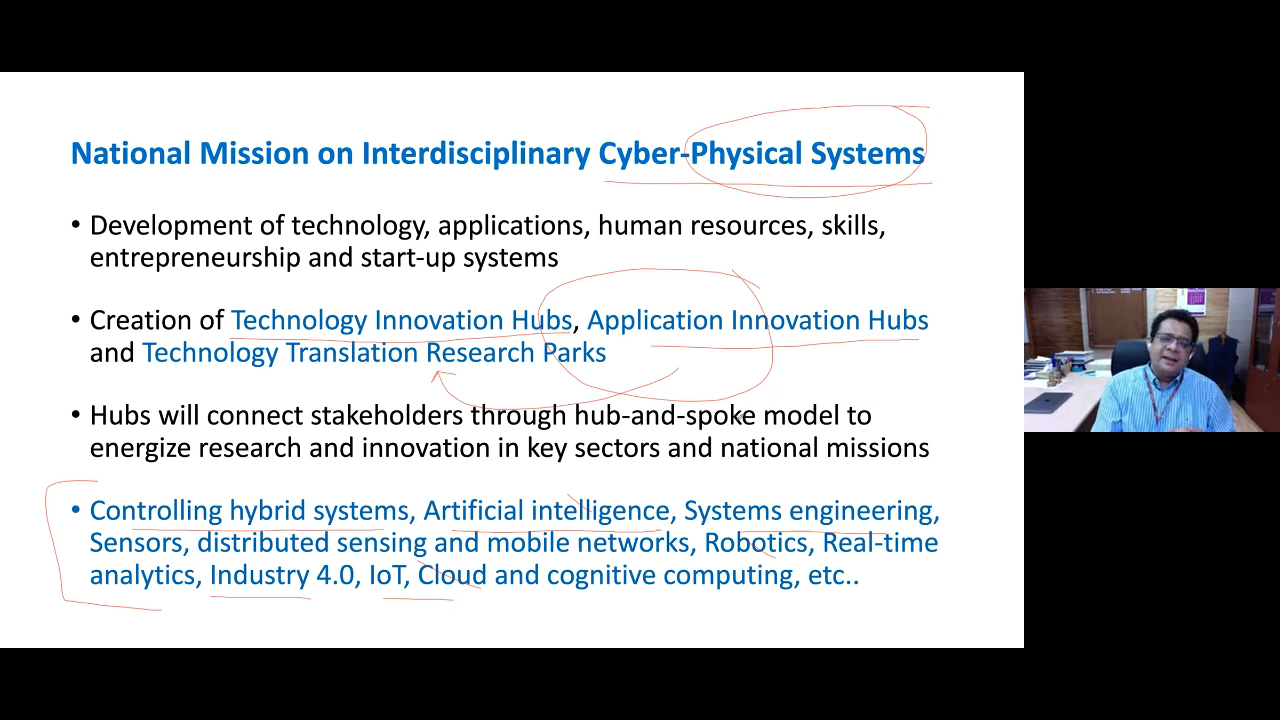 National Mission on Interdisciplinary Cyber-Physical Systems
• Development of technology, applications, human resources, skills,
entrepreneurship and start-up systems
• Creation of Technology Innovation Hubs, Application Innovation Hubs
and Technology Translation Research Parks
• Hubs will connect stakeholders through hub-and-spoke model to
energize research and innovation in key sectors and national missions
• Controlling hybrid systems, Artificial intelligence, Systems engineering,
Sensors, distributed sensing and mobile networks, Robotics, Real-time
analytics, Industry 4.0, IoT, Cloud and cognitive computing, etc..